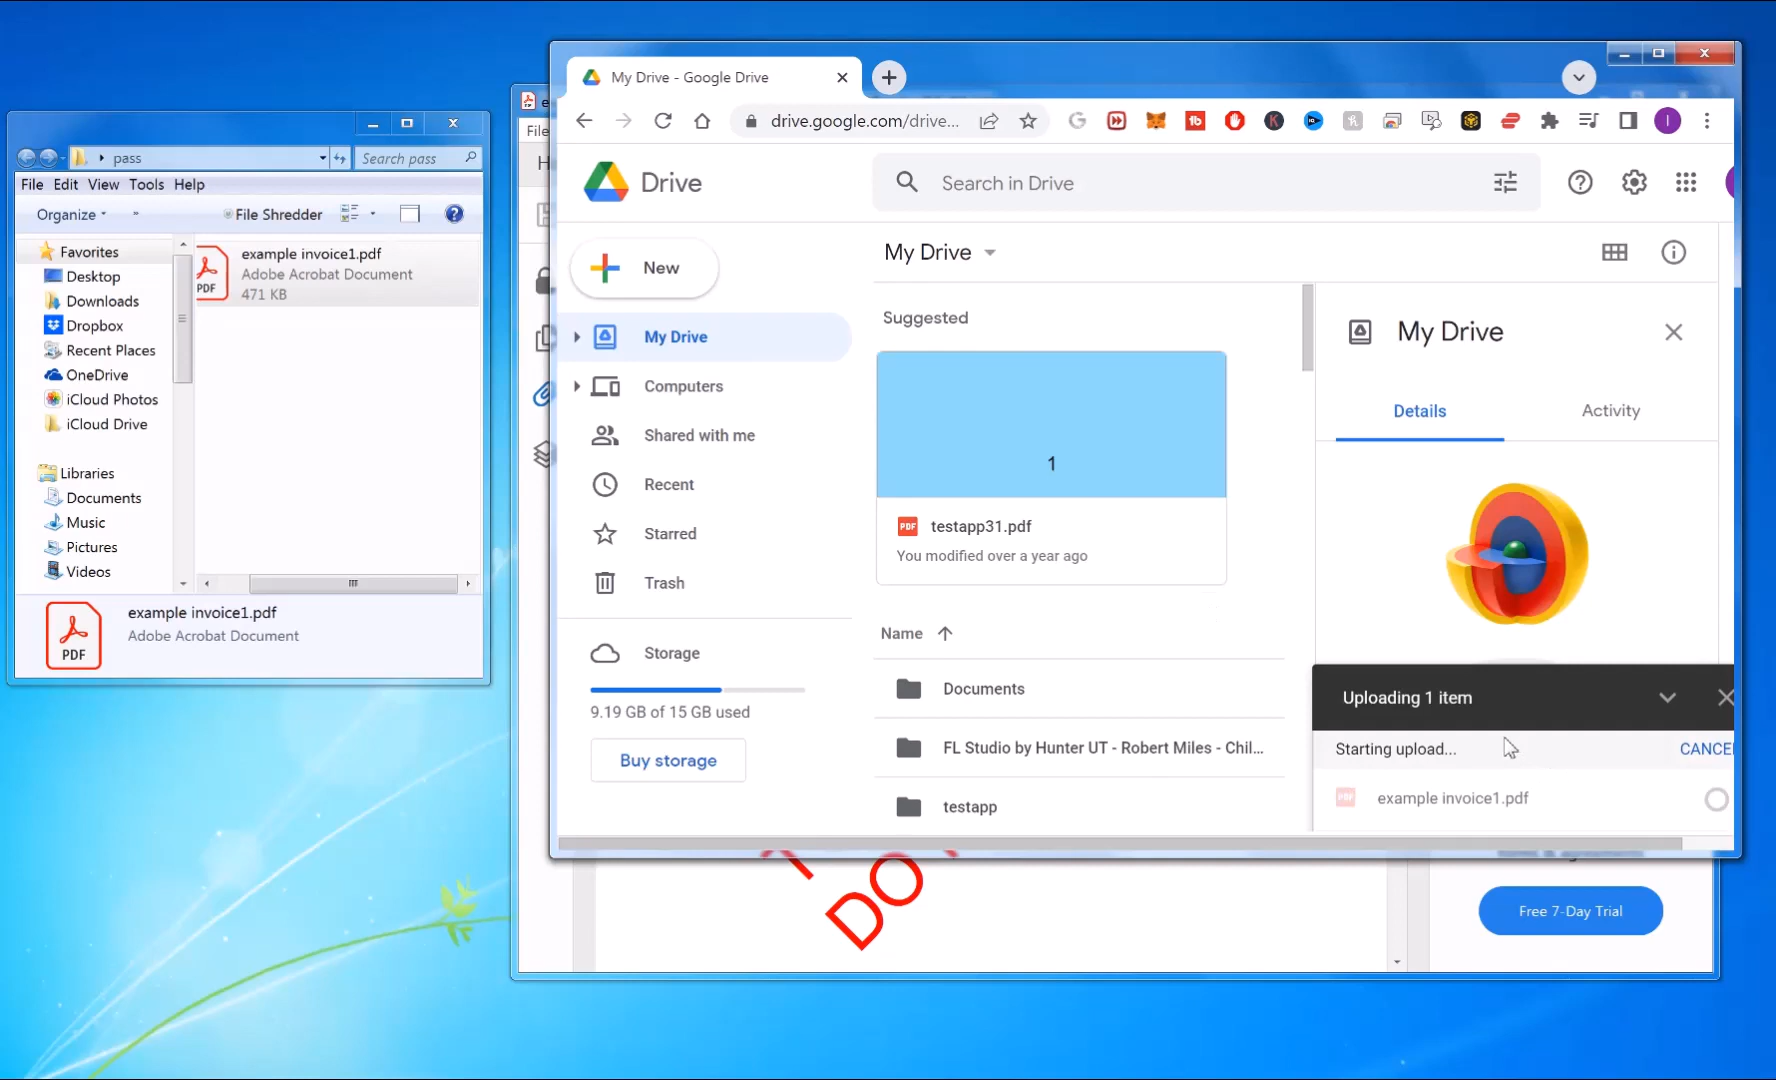 pass
Search pass
File Edit View Tools Help
Organize » File Shredder
Favorites
Desktop
Downloads
Dropbox
Recent Places
OneDrive
iCloud Photos
iCloud Drive
Libraries
Documents
Music
Pictures
Videos
example invoice1.pdf
Adobe Acrobat Document
471 KB
PDF
example invoice1.pdf
Adobe Acrobat Document
PDF
e
File
H
My Drive - Google Drive
drive.google.com/drive...
Drive
Search in Drive
New
My Drive
Computers
Shared with me
Recent
Starred
Trash
Storage
9.19 GB of 15 GB used
Buy storage
My Drive
Suggested
1
PDF testapp31.pdf
You modified over a year ago
Name
Documents
FL Studio by Hunter UT - Robert Miles - Chil...
testapp
My Drive
Details Activity
Uploading 1 item
Starting upload... CANCEL
PDF example invoice1.pdf
DO
Free 7-Day Trial